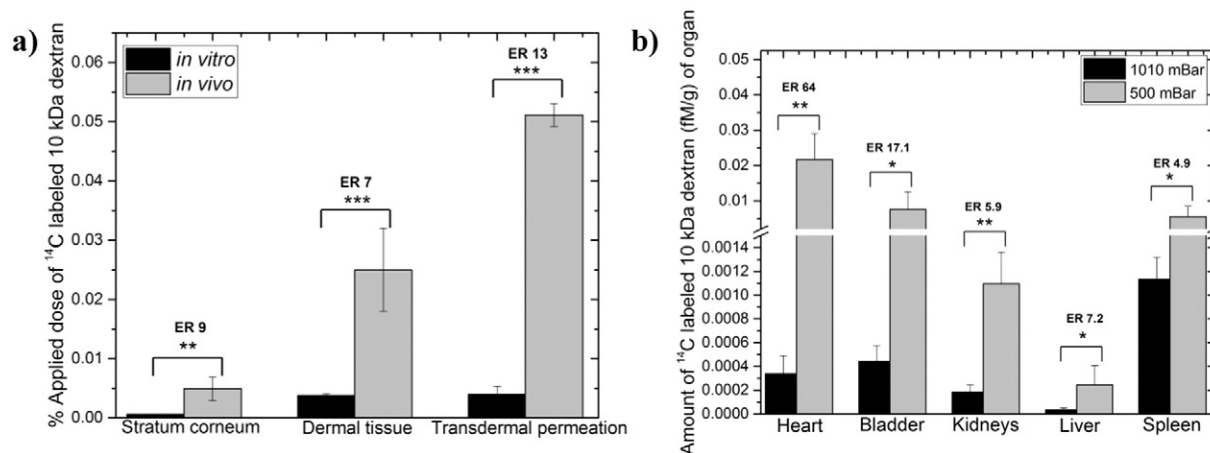 a)
% Applied dose of ¹⁴C labeled 10 kDa dextran
0.06
0.05
0.04
0.03
0.02
0.01
0.00
in vitro
in vivo
ER 9
**
ER 7
***
ER 13
***
Stratum corneum
Dermal tissue
Transdermal permeation
b)
Amount of ¹⁴C labeled 10 kDa dextran (fM/g) of organ
0.05
0.04
0.03
0.02
0.01
0.0014
0.0012
0.0010
0.0008
0.0006
0.0004
0.0002
0.0000
1010 mBar
500 mBar
ER 64
**
ER 17.1
*
ER 5.9
**
ER 7.2
*
ER 4.9
*
Heart
Bladder
Kidneys
Liver
Spleen